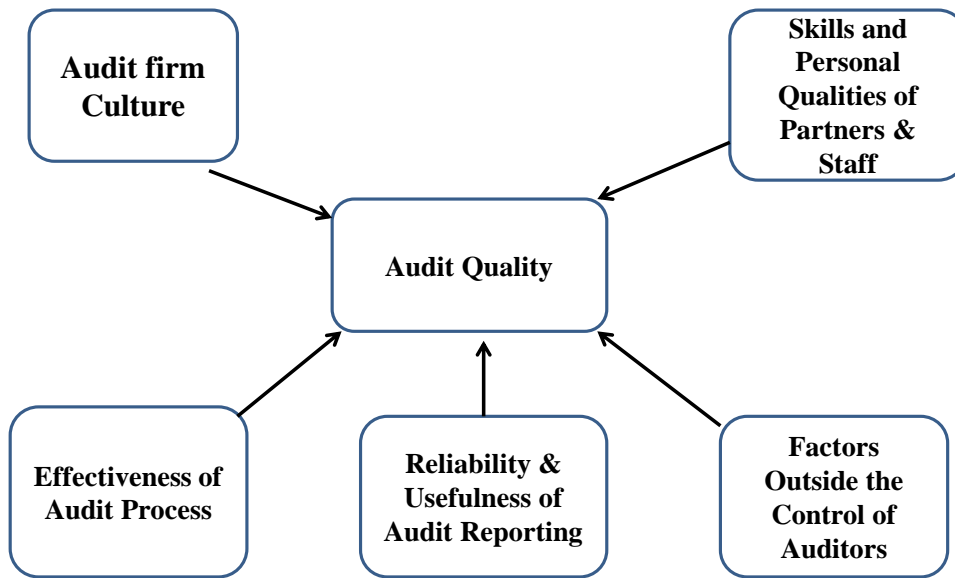 Audit firm
Culture
Skills and
Personal
Qualities of
Partners &
Staff
Audit Quality
Effectiveness of
Audit Process
Reliability &
Usefulness of
Audit Reporting
Factors
Outside the
Control of
Auditors